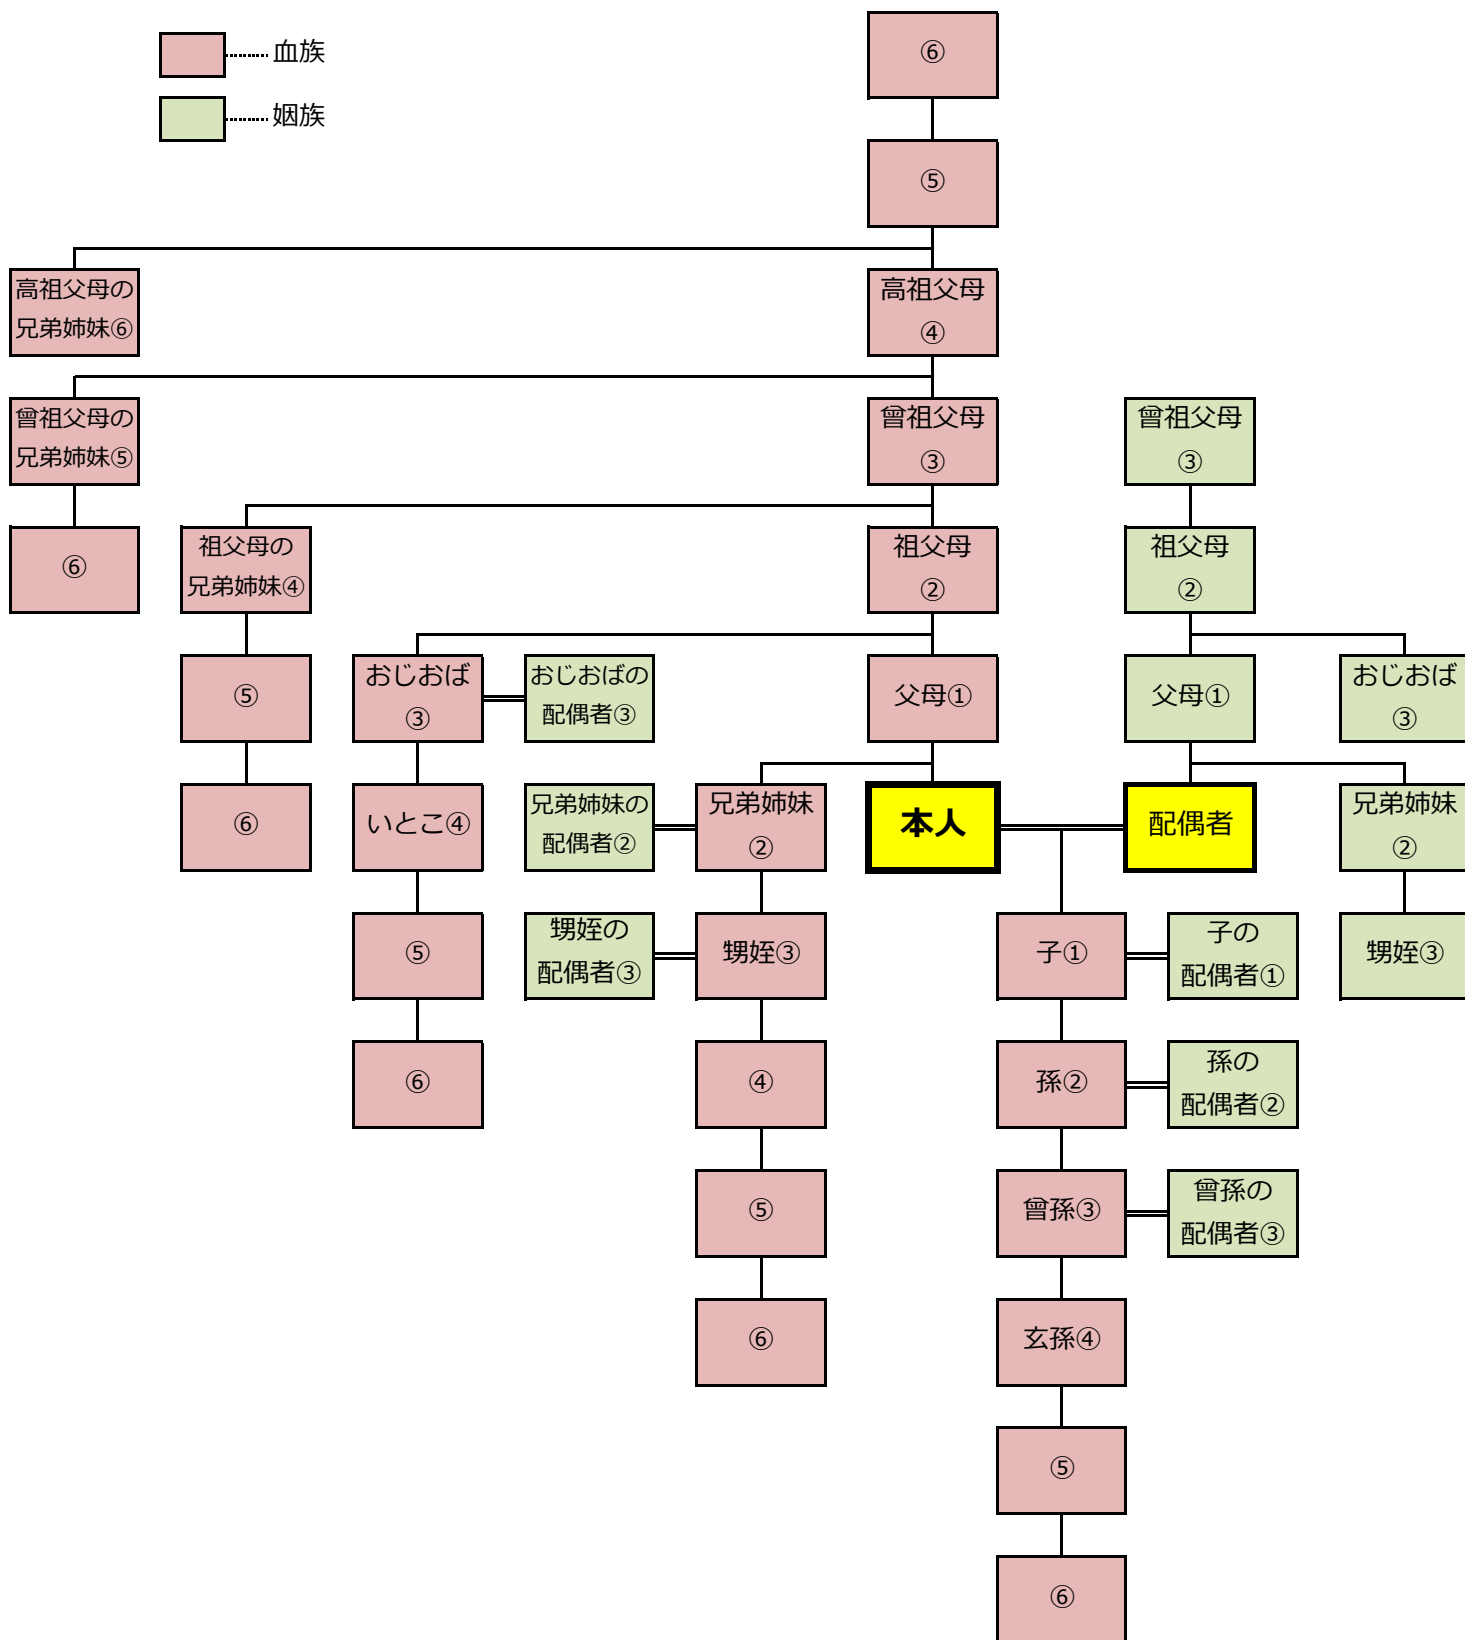 血族
姻族
⑥
⑤
高祖父母の
兄弟姉妹⑥
高祖父母
④
曾祖父母の
兄弟姉妹⑤
曾祖父母
③
曾祖父母
③
⑥
祖父母の
兄弟姉妹④
祖父母
②
祖父母
②
⑤
おじおば
③
おじおばの
配偶者③
父母①
父母①
おじおば
③
⑥
いとこ④
兄弟姉妹の
配偶者②
兄弟姉妹
②
本人
配偶者
兄弟姉妹
②
⑤
甥姪の
配偶者③
甥姪③
子①
子の
配偶者①
甥姪③
⑥
④
孫②
孫の
配偶者②
⑤
曾孫③
曾孫の
配偶者③
⑥
玄孫④
⑤
⑥